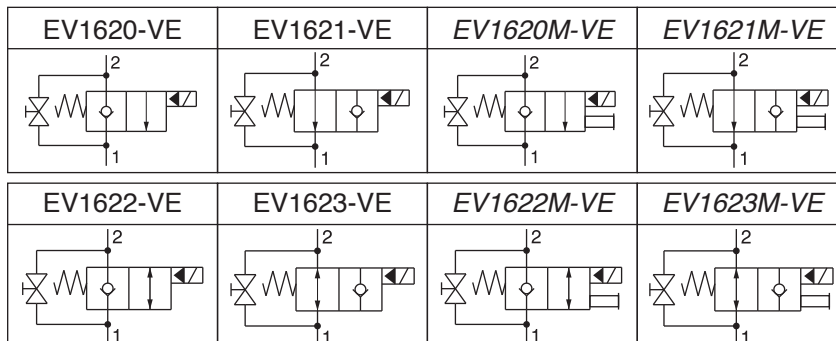 EV1620-VE EV1621-VE EV1620M-VE EV1621M-VE
2 2 2 2
1 1 1 1
EV1622-VE EV1623-VE EV1622M-VE EV1623M-VE
2 2 2 2
1 1 1 1